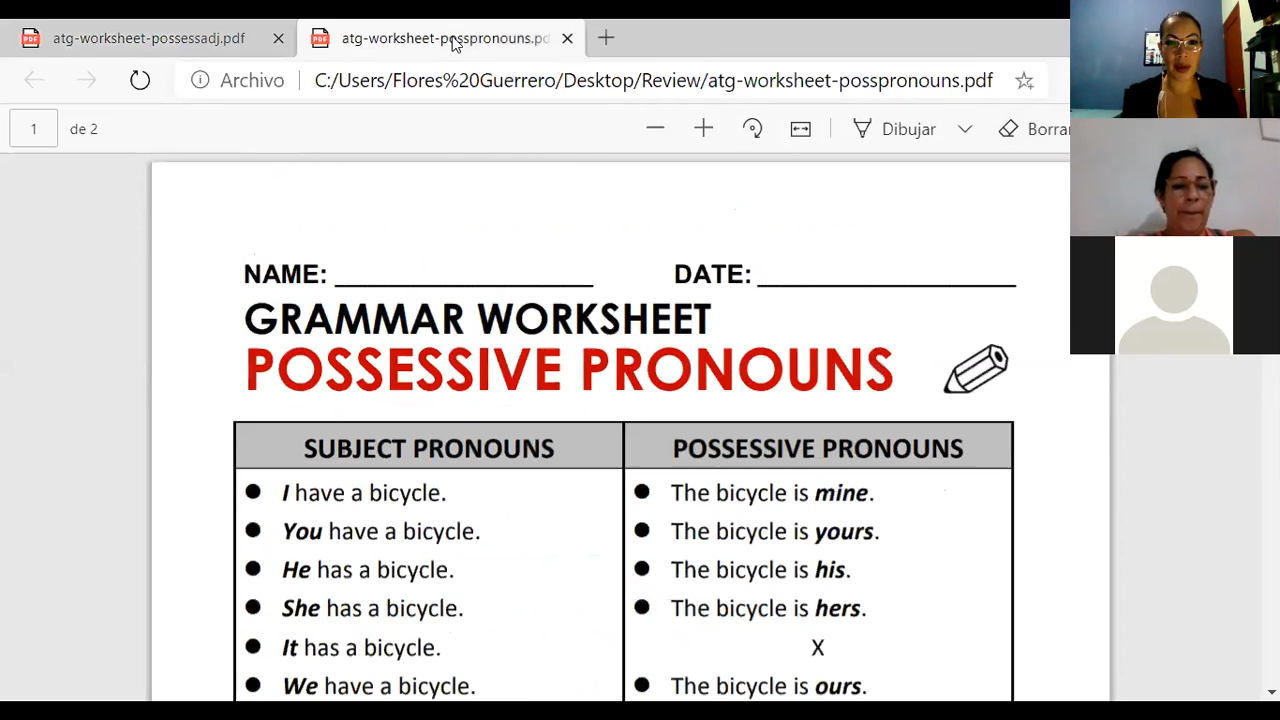 atg-worksheet-possessadj.pdf
atg-worksheet-posspronouns.pd
Archivo
C:/Users/Flores%20Guerrero/Desktop/Review/atg-worksheet-posspronouns.pdf
1
de 2
Dibujar
Borra
NAME: ____________________ DATE: ____________________
GRAMMAR WORKSHEET
POSSESSIVE PRONOUNS
SUBJECT PRONOUNS
● I have a bicycle.
● You have a bicycle.
● He has a bicycle.
● She has a bicycle.
● It has a bicycle.
● We have a bicycle.
POSSESSIVE PRONOUNS
● The bicycle is mine.
● The bicycle is yours.
● The bicycle is his.
● The bicycle is hers.
X
● The bicycle is ours.